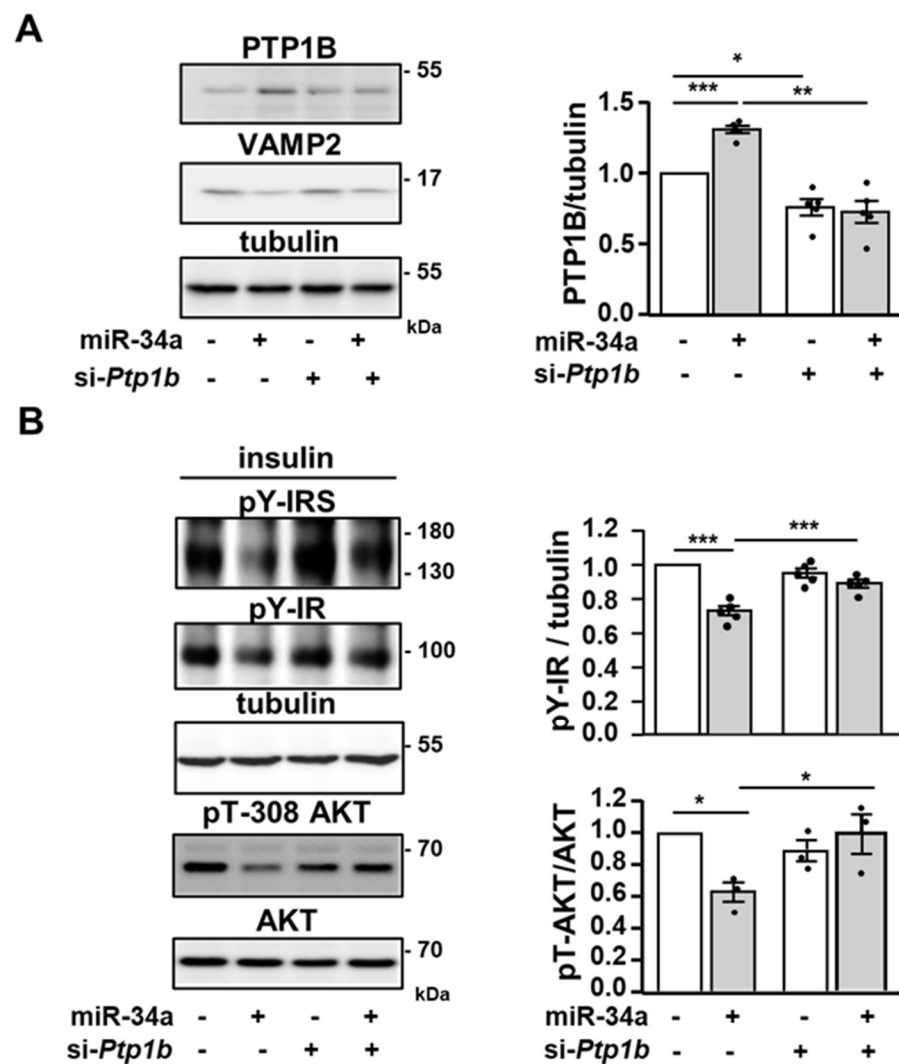 A
PTP1B
- 55
VAMP2
- 17
tubulin
- 55
kDa
miR-34a - + - +
si-Ptp1b - - + +
* 
*** **
PTP1B/tubulin
1.5
1.0
0.5
0.0
miR-34a - + - +
si-Ptp1b - - + +
B
insulin
pY-IRS
- 180
- 130
pY-IR
- 100
tubulin
- 55
pT-308 AKT
- 70
AKT
- 70
kDa
miR-34a - + - +
si-Ptp1b - - + +
*** ***
pY-IR / tubulin
1.2
1.0
0.8
0.6
0.4
0.2
0.0
* *
pT-AKT/AKT
1.2
1.0
0.8
0.6
0.4
0.2
0.0
miR-34a - + - +
si-Ptp1b - - + +